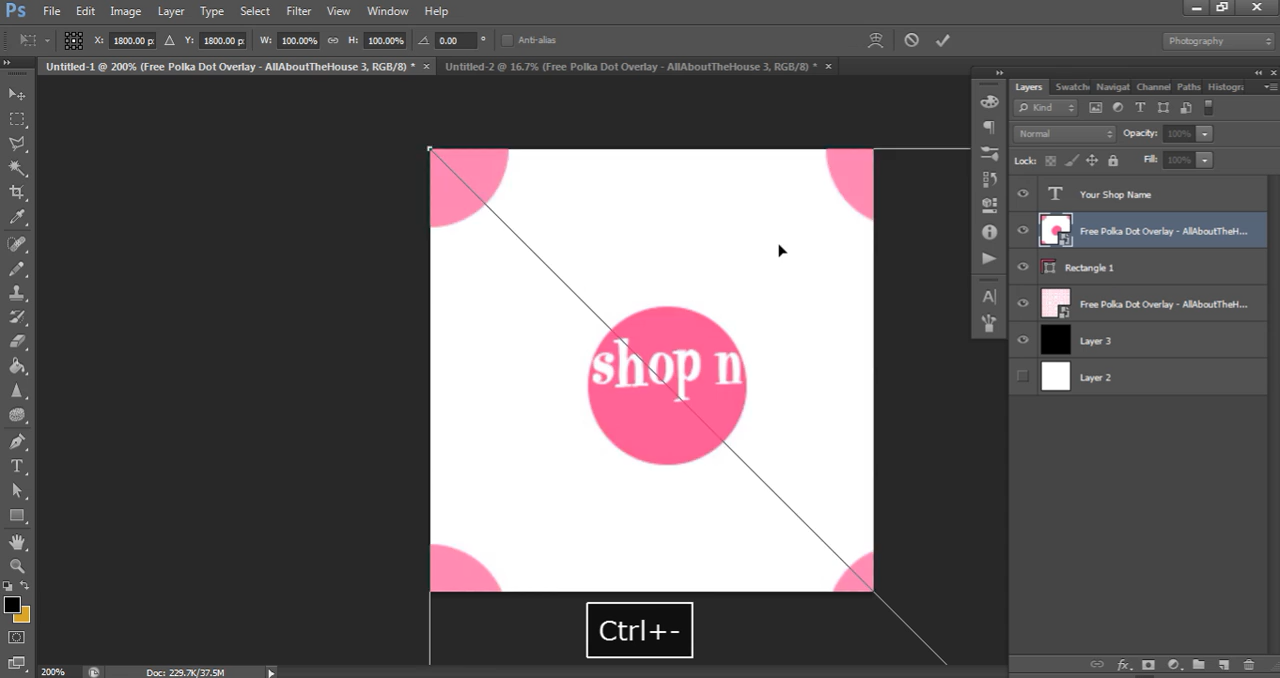 Ps File Edit Image Layer Type Select Filter View Window Help
X: 1800.00 p: Y: 1800.00 p: W: 100.00% H: 100.00% 0.00 ° Anti-alias Photography
Untitled-1 @ 200% (Free Polka Dot Overlay - AllAboutTheHouse 3, RGB/8) * × Untitled-2 @ 16.7% (Free Polka Dot Overlay - AllAboutTheHouse 3, RGB/8) * ×
Layers Swatch Navigat Channel Paths Histogra
Kind
Normal Opacity: 100%
Lock: Fill: 100%
T Your Shop Name
Free Polka Dot Overlay - AllAboutTheH...
Rectangle 1
Free Polka Dot Overlay - AllAboutTheH...
Layer 3
Layer 2
shop n
Ctrl+-
200% Doc: 229.7K/37.5M
fx